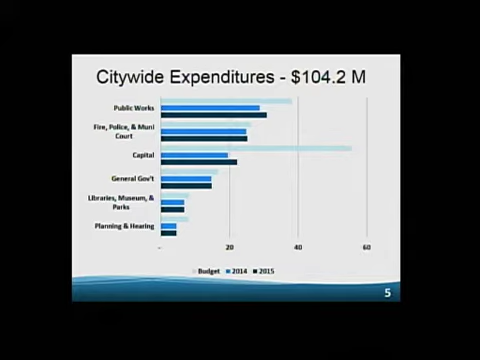 Citywide Expenditures - $104.2 M
Public Works
Fire, Police, & Muni
Court
Capital
General Gov't
Libraries, Museum, &
Parks
Planning & Hearing
- 20 40 60
Budget 2014 2015
5